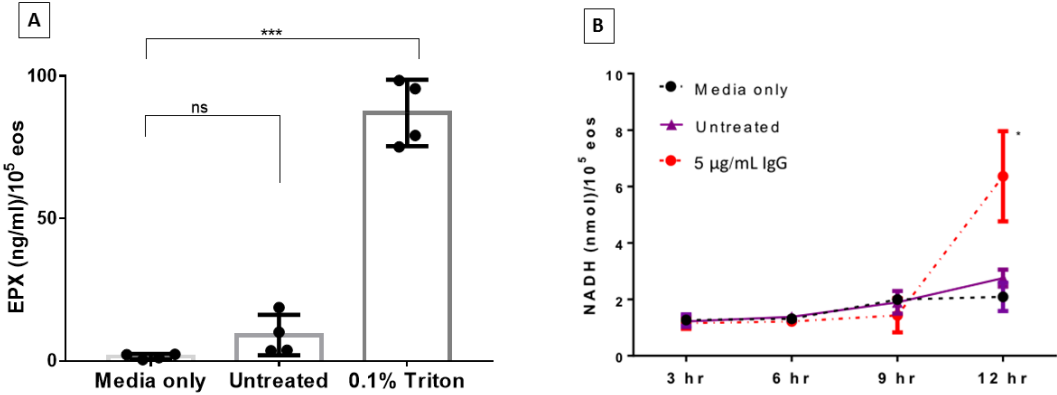 A
***
ns
100
50
0
EPX (ng/ml)/10⁵ eos
Media only Untreated 0.1% Triton
B
Media only
Untreated
5 µg/mL IgG
*
10
8
6
4
2
0
NADH (nmol)/10⁵ eos
3 hr 6 hr 9 hr 12 hr